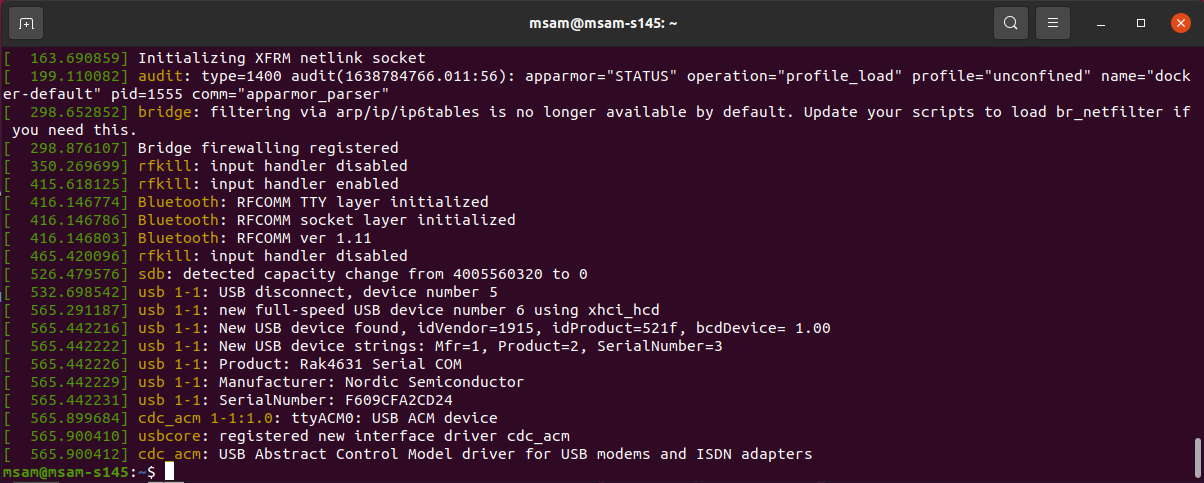 msam@msam-s145: ~
[  163.690859] Initializing XFRM netlink socket
[  199.110082] audit: type=1400 audit(1638784766.011:56): apparmor="STATUS" operation="profile_load" profile="unconfined" name="dock
er-default" pid=1555 comm="apparmor_parser"
[  298.652852] bridge: filtering via arp/ip/ip6tables is no longer available by default. Update your scripts to load br_netfilter if
 you need this.
[  298.876107] Bridge firewalling registered
[  350.269699] rfkill: input handler disabled
[  415.618125] rfkill: input handler enabled
[  416.146774] Bluetooth: RFCOMM TTY layer initialized
[  416.146786] Bluetooth: RFCOMM socket layer initialized
[  416.146803] Bluetooth: RFCOMM ver 1.11
[  465.420096] rfkill: input handler disabled
[  526.479576] sdb: detected capacity change from 4005560320 to 0
[  532.698542] usb 1-1: USB disconnect, device number 5
[  565.291187] usb 1-1: new full-speed USB device number 6 using xhci_hcd
[  565.442216] usb 1-1: New USB device found, idVendor=1915, idProduct=521f, bcdDevice= 1.00
[  565.442222] usb 1-1: New USB device strings: Mfr=1, Product=2, SerialNumber=3
[  565.442226] usb 1-1: Product: Rak4631 Serial COM
[  565.442229] usb 1-1: Manufacturer: Nordic Semiconductor
[  565.442231] usb 1-1: SerialNumber: F609CFA2CD24
[  565.899684] cdc_acm 1-1:1.0: ttyACM0: USB ACM device
[  565.900410] usbcore: registered new interface driver cdc_acm
[  565.900412] cdc_acm: USB Abstract Control Model driver for USB modems and ISDN adapters
msam@msam-s145:~$